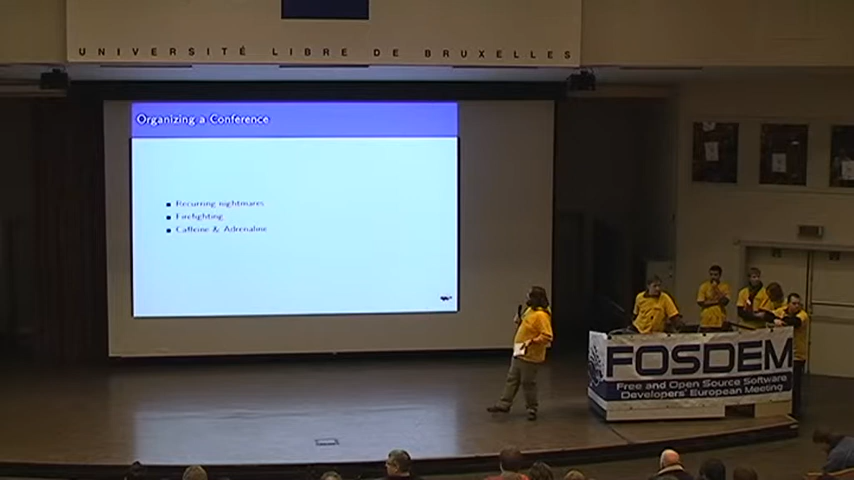 UNIVERSITÉ LIBRE DE BRUXELLES
Organizing a Conference
Recurring nightmares
Firefighting
Caffeine & Adrenaline
FOSDEM
Free and Open Source Software
Developers' European Meeting